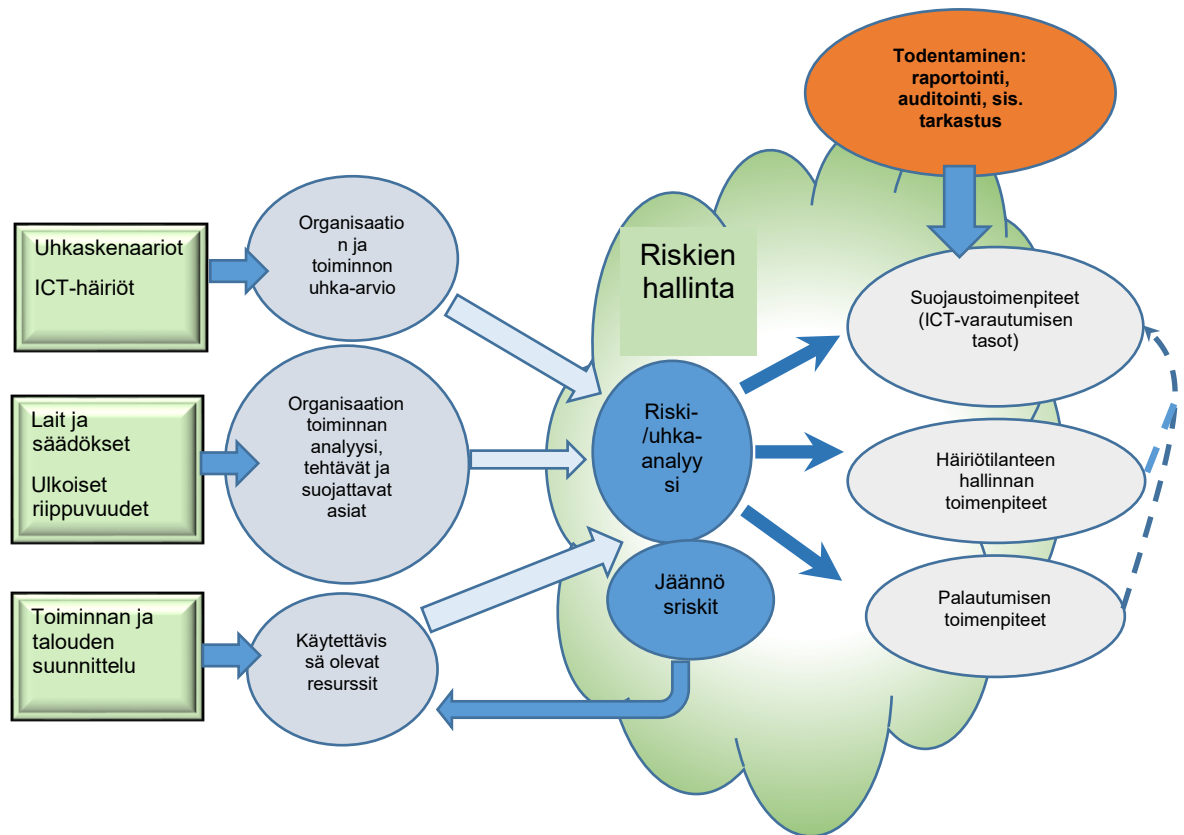 Todentaminen:
raportointi,
auditointi, sis.
tarkastus
Uhkaskenaariot
ICT-häiriöt
Organisaatio
n ja
toiminnon
uhka-arvio
Riskien
hallinta
Suojaustoimenpiteet
(ICT-varautumisen
tasot)
Lait ja
säädökset
Ulkoiset
riippuvuudet
Organisaation
toiminnan
analyysi,
tehtävät ja
suojattavat
asiat
Riski-
/uhka-
analyy
si
Häiriötilanteen
hallinnan
toimenpiteet
Jäännö
sriskit
Palautumisen
toimenpiteet
Toiminnan ja
talouden
suunnittelu
Käytettävis
sä olevat
resurssit